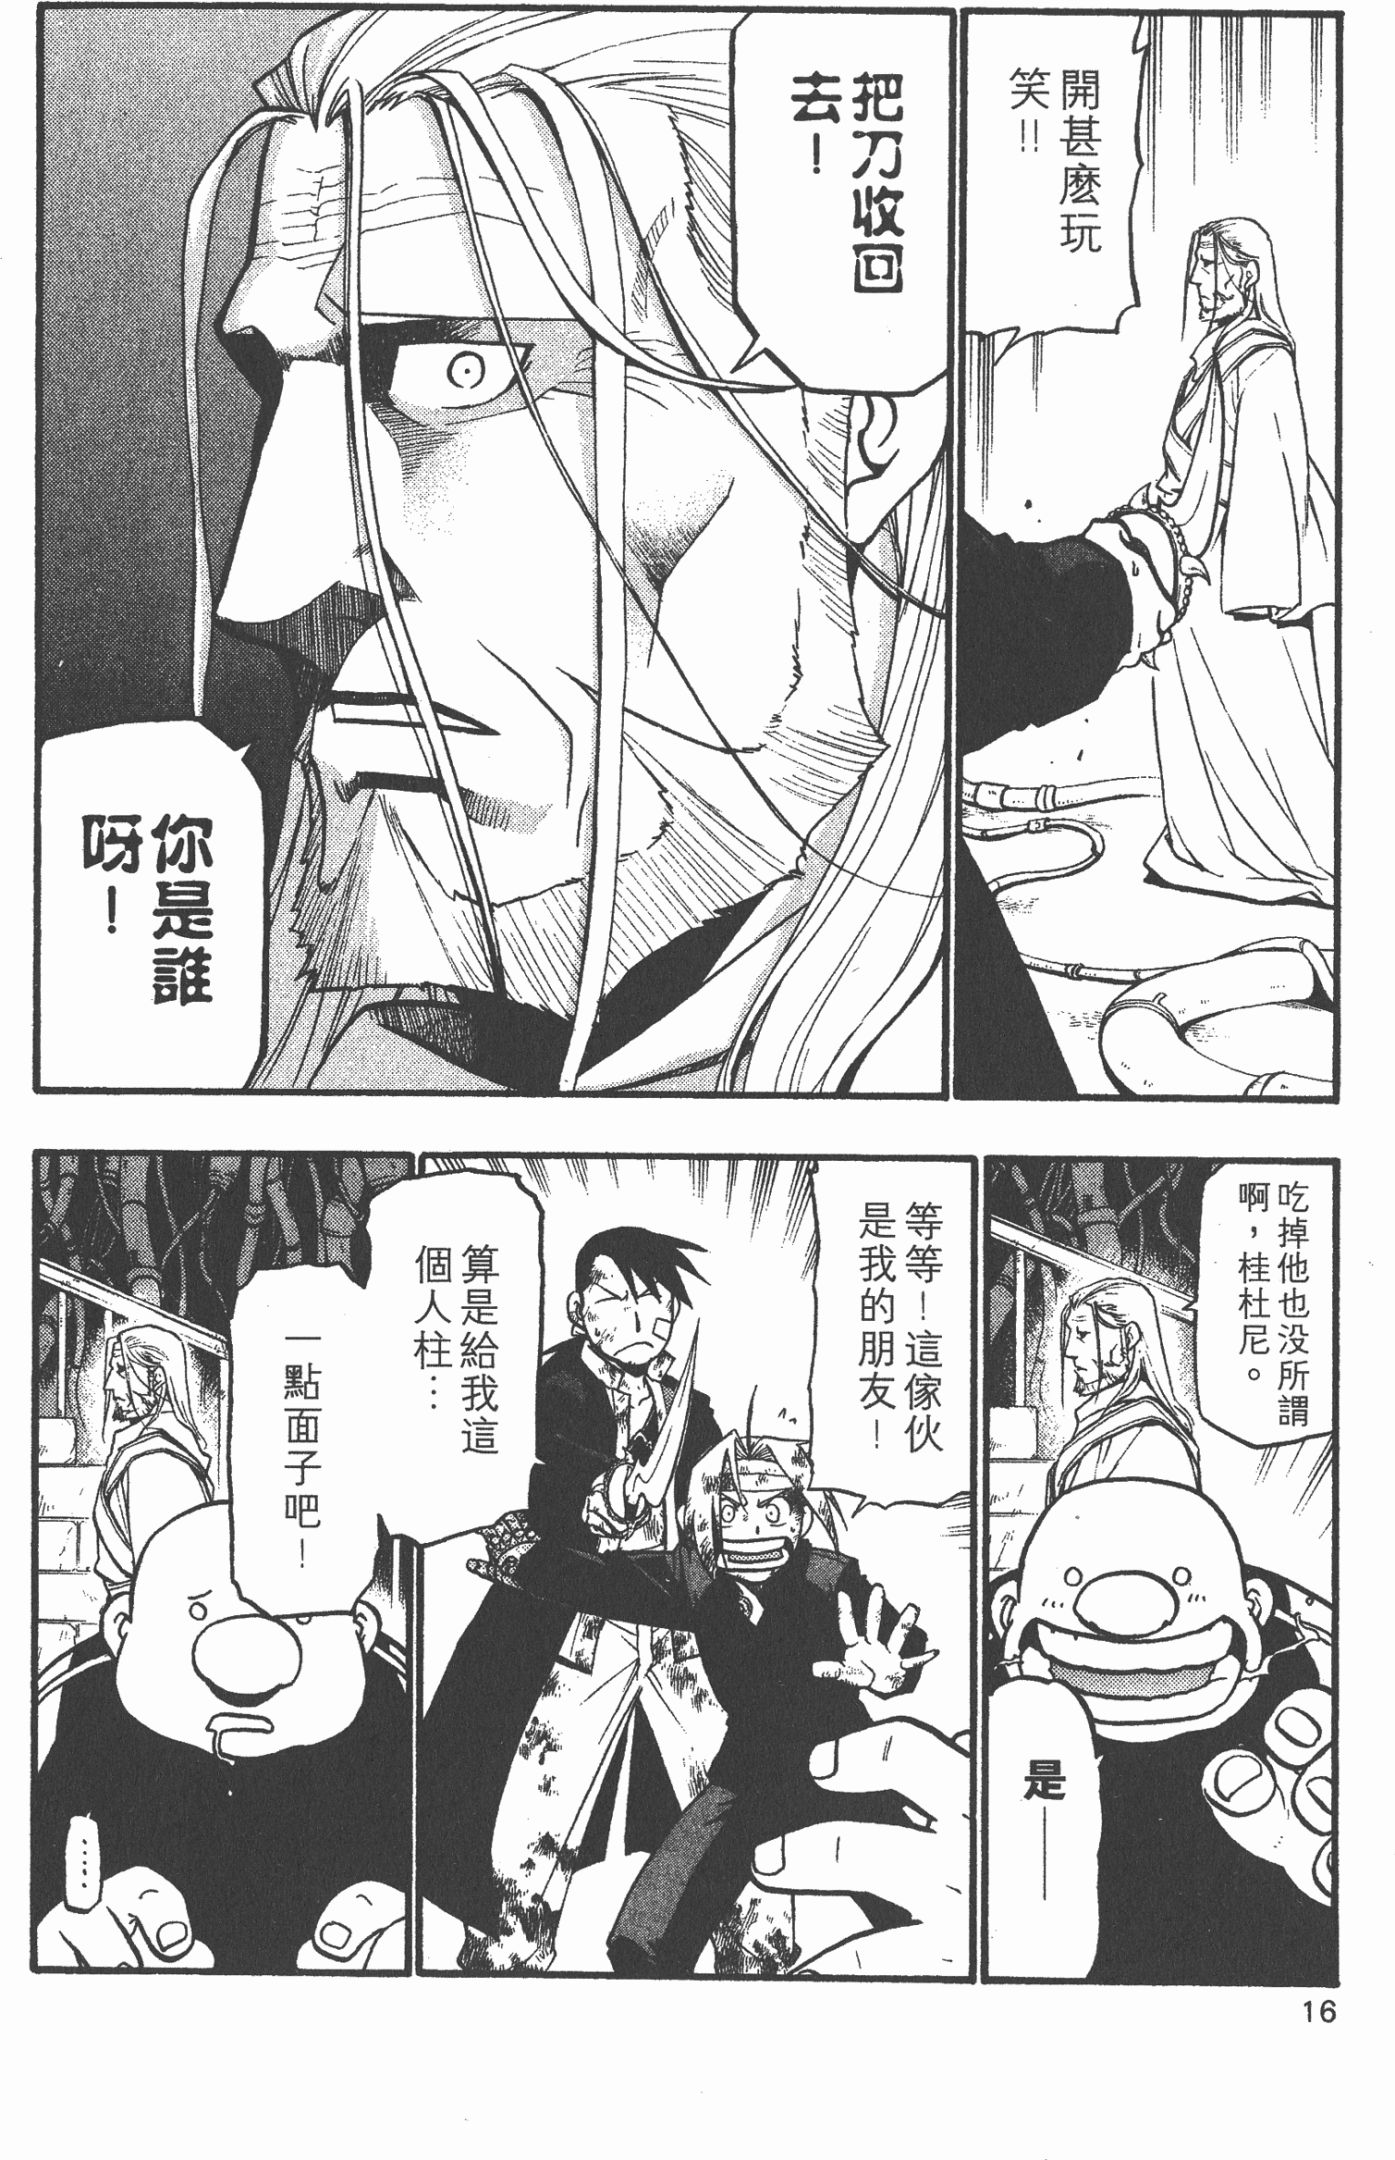 開甚麽玩
笑!!
把刀收回
去！
你是誰
呀！
吃掉他也没所謂
啊，桂杜尼。
是——
等等！這傢伙
是我的朋友！
算是給我這
個人柱…
一點面子吧！
……
16